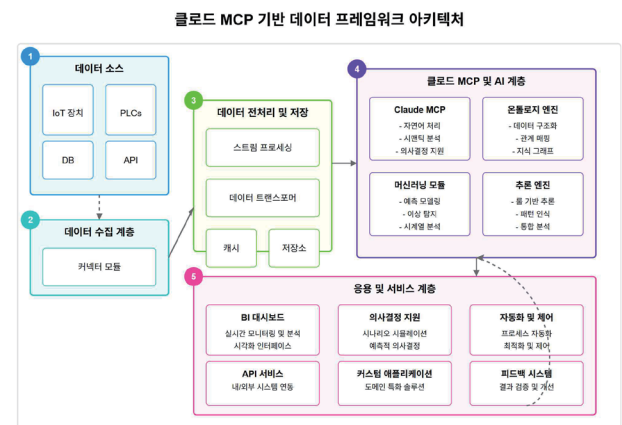 클로드 MCP 기반 데이터 프레임워크 아키텍처
1
데이터 소스
IoT 장치
PLCs
DB
API
2
데이터 수집 계층
커넥터 모듈
3
데이터 전처리 및 저장
스트림 프로세싱
데이터 트랜스포머
캐시
저장소
4
클로드 MCP 및 AI 계층
Claude MCP
- 자연어 처리
- 시맨틱 분석
- 의사결정 지원
온톨로지 엔진
- 데이터 구조화
- 관계 매핑
- 지식 그래프
머신러닝 모듈
- 예측 모델링
- 이상 탐지
- 시계열 분석
추론 엔진
- 룰 기반 추론
- 패턴 인식
- 통합 분석
5
응용 및 서비스 계층
BI 대시보드
실시간 모니터링 및 분석
시각화 인터페이스
의사결정 지원
시나리오 시뮬레이션
예측적 의사결정
자동화 및 제어
프로세스 자동화
최적화 및 제어
API 서비스
내/외부 시스템 연동
커스텀 애플리케이션
도메인 특화 솔루션
피드백 시스템
결과 검증 및 개선